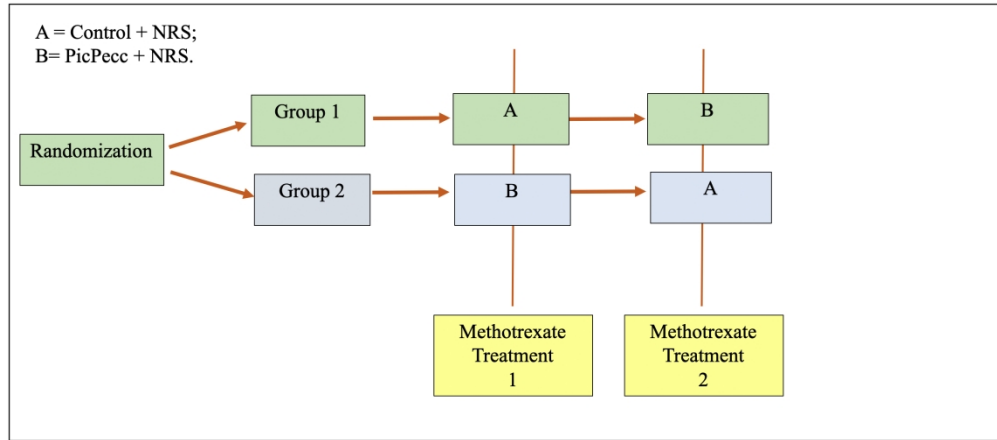 A = Control + NRS;
B= PicPecc + NRS.
Group 1
A
B
Randomization
Group 2
B
A
Methotrexate
Treatment
1
Methotrexate
Treatment
2